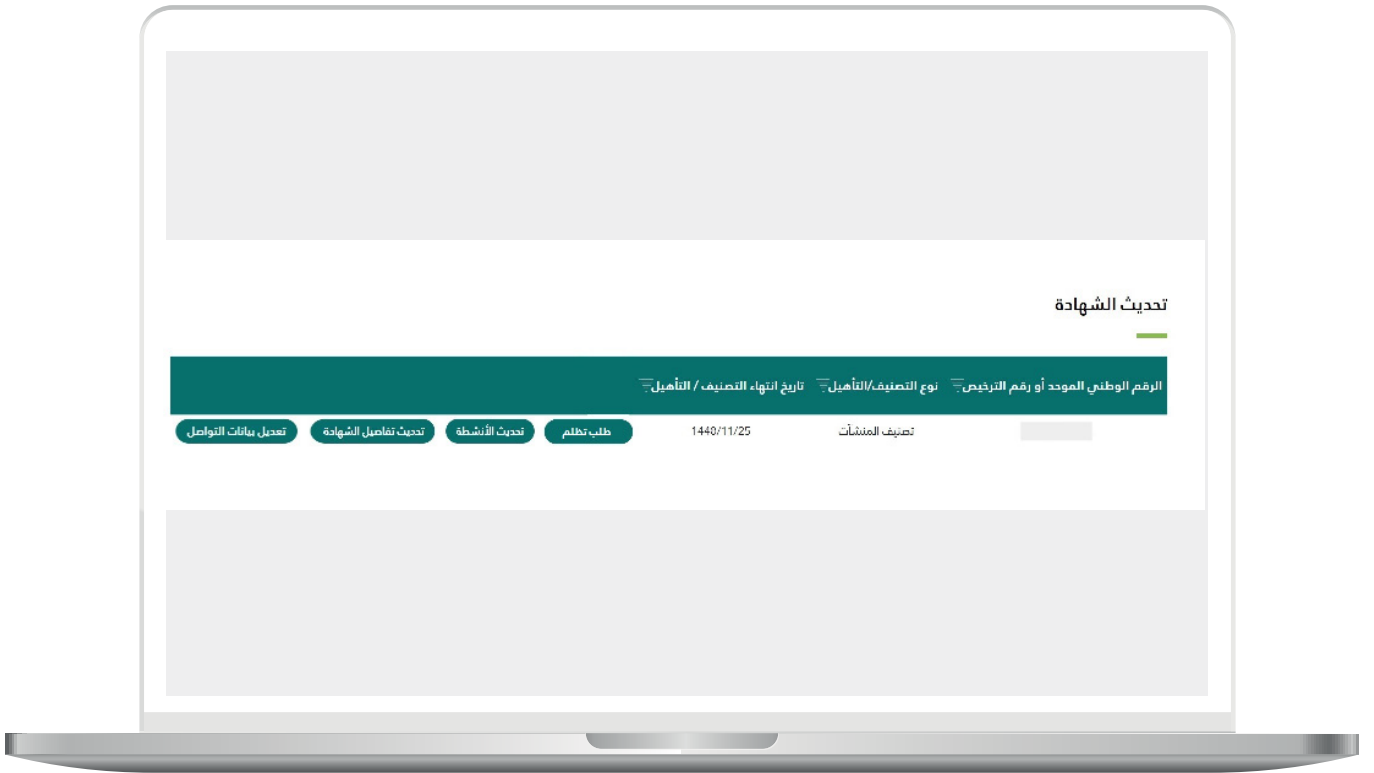 تحديث الشهادة
الرقم الوطني الموحد أو رقم الترخيص نوع التصنيف/التأهيل تاريخ انتهاء التصنيف / التأهيل
تصنيف المنشآت 1448/11/25 طلب تظلم تحديث الأنشطة تحديث تفاصيل الشهادة تعديل بيانات التواصل